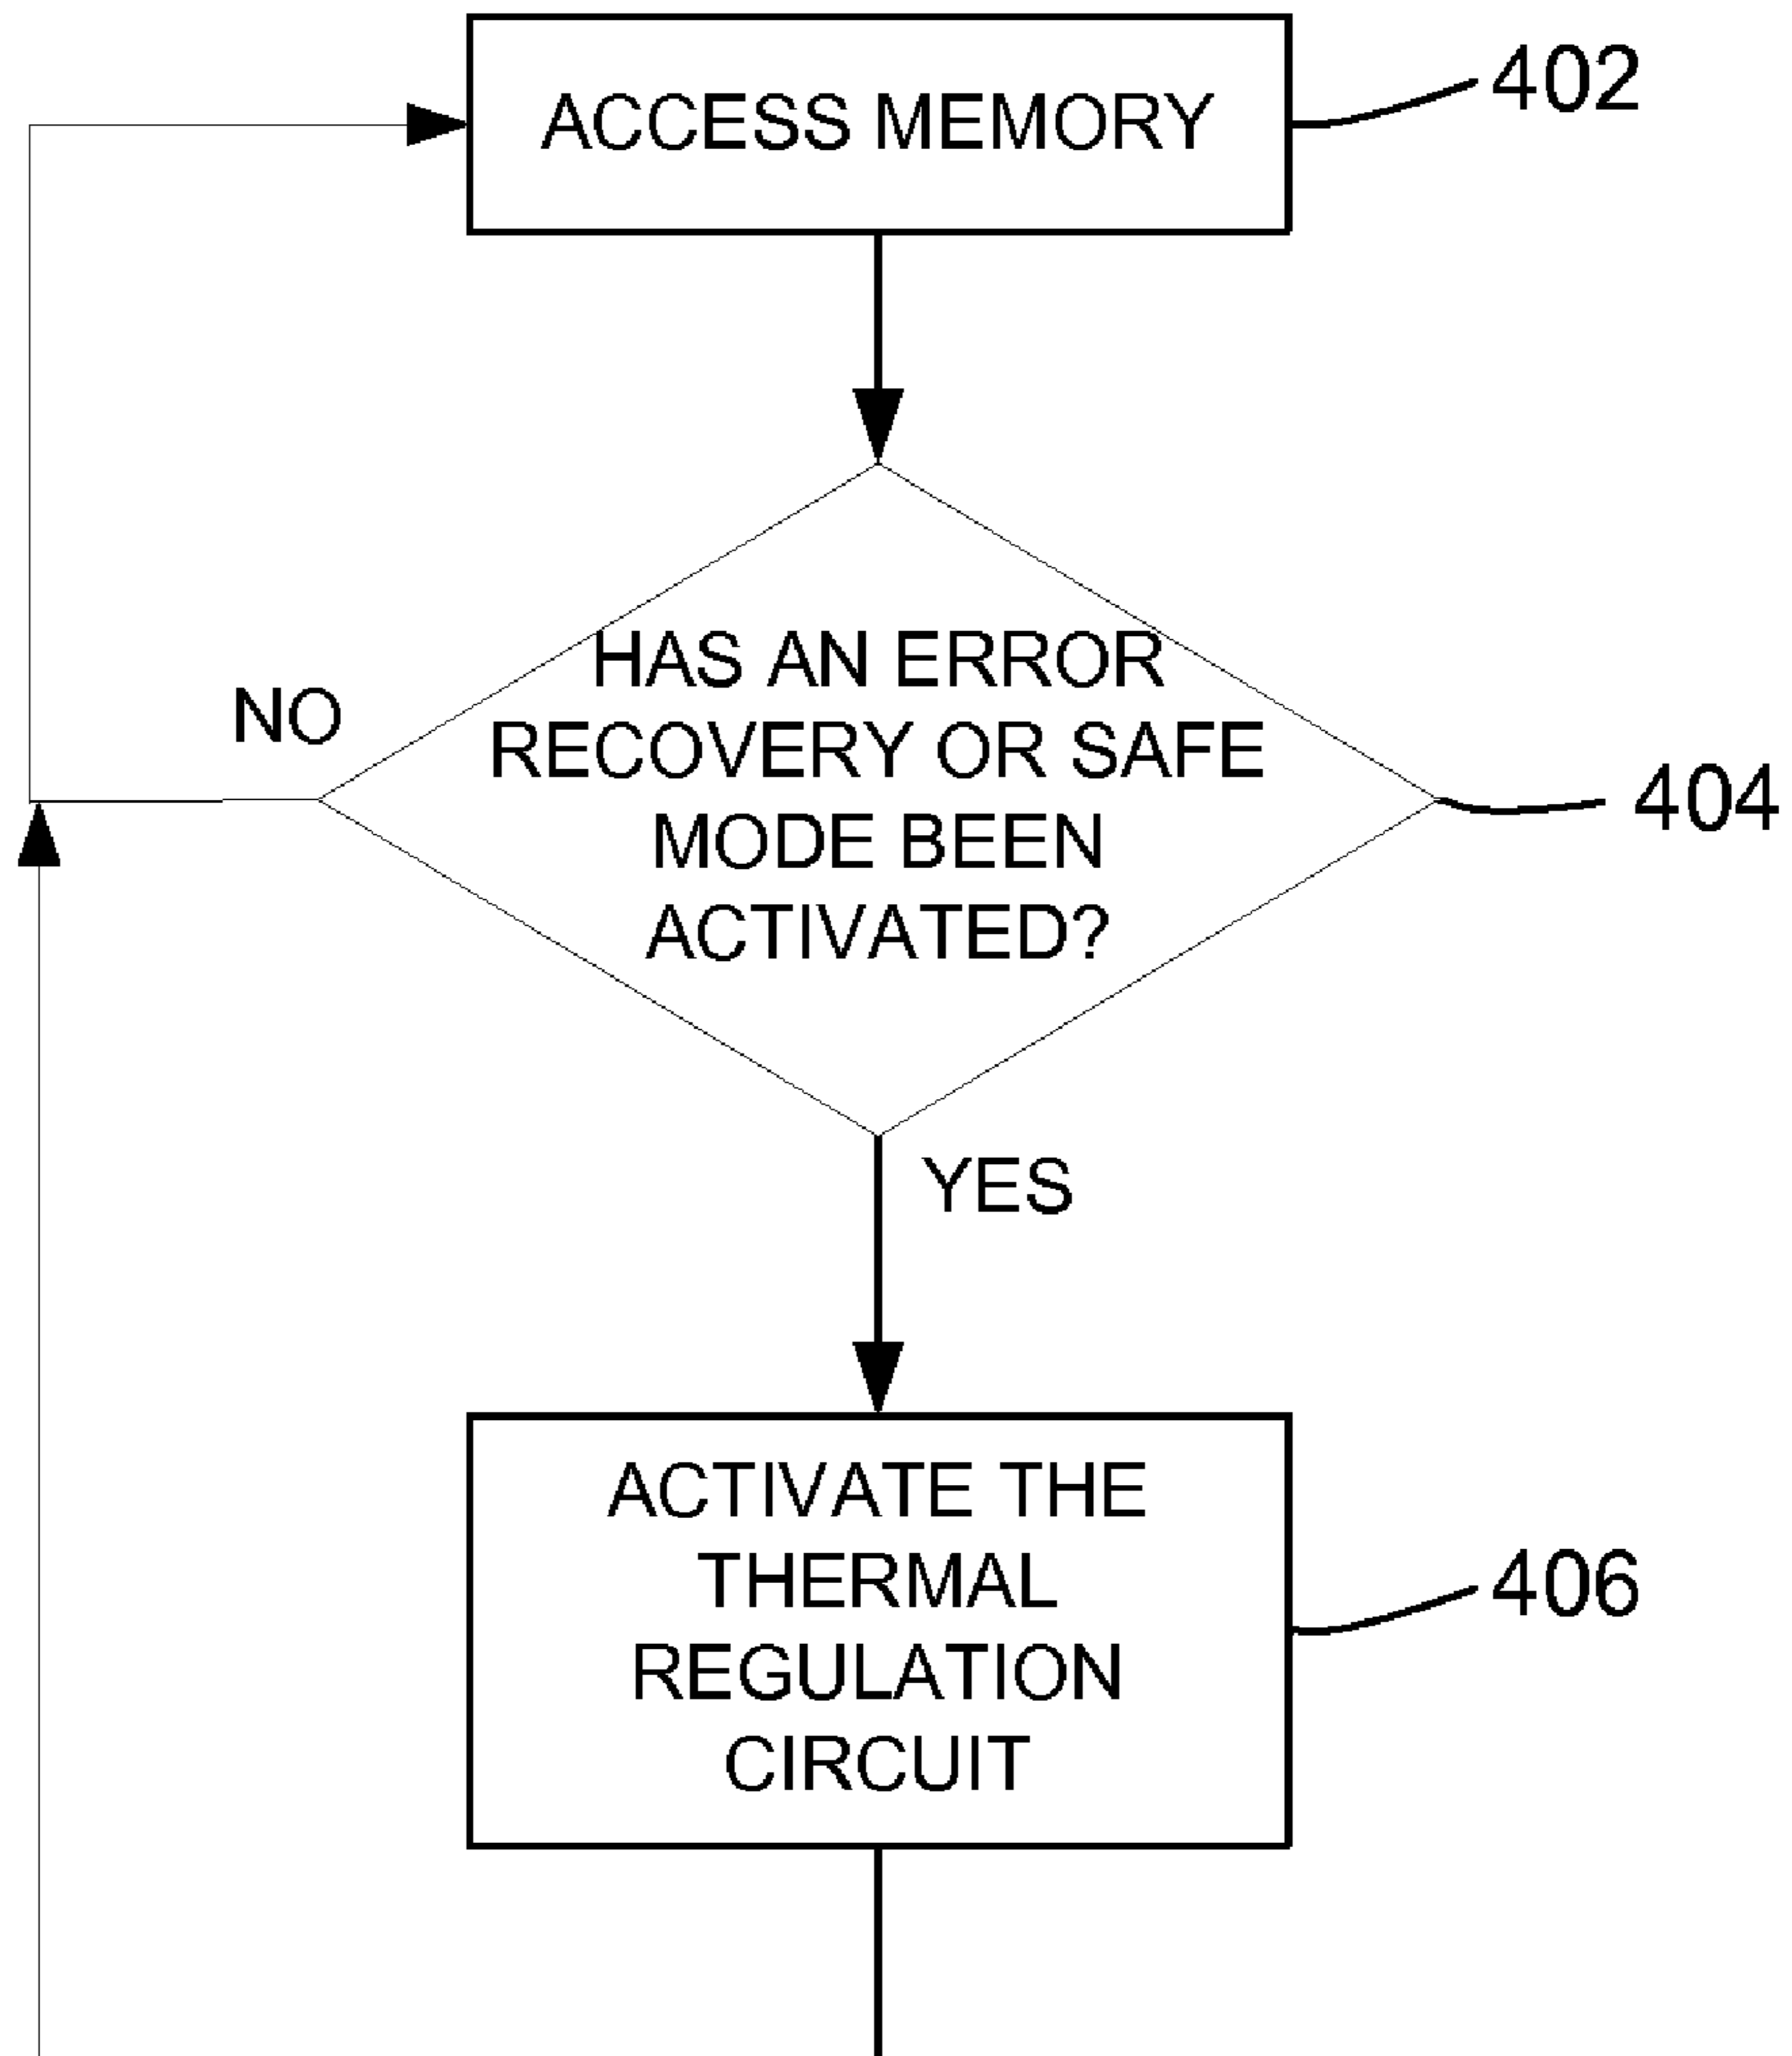 ACCESS MEMORY
402
HAS AN ERROR
RECOVERY OR SAFE
MODE BEEN
ACTIVATED?
NO
404
YES
ACTIVATE THE
THERMAL
REGULATION
CIRCUIT
406